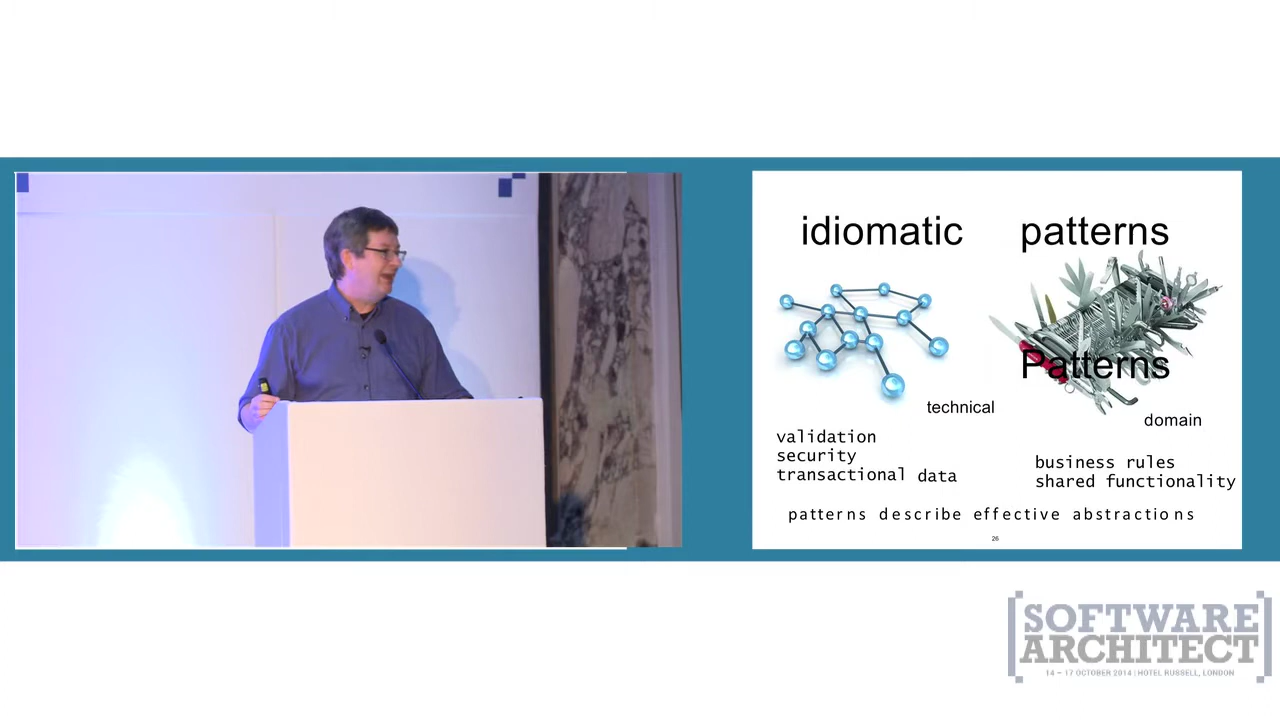 idiomatic patterns
Patterns
technical
domain
validation
security
transactional data
business rules
shared functionality
patterns describe effective abstractions
26
[SOFTWARE
ARCHITECT]
14 – 17 OCTOBER 2014 | HOTEL RUSSELL, LONDON